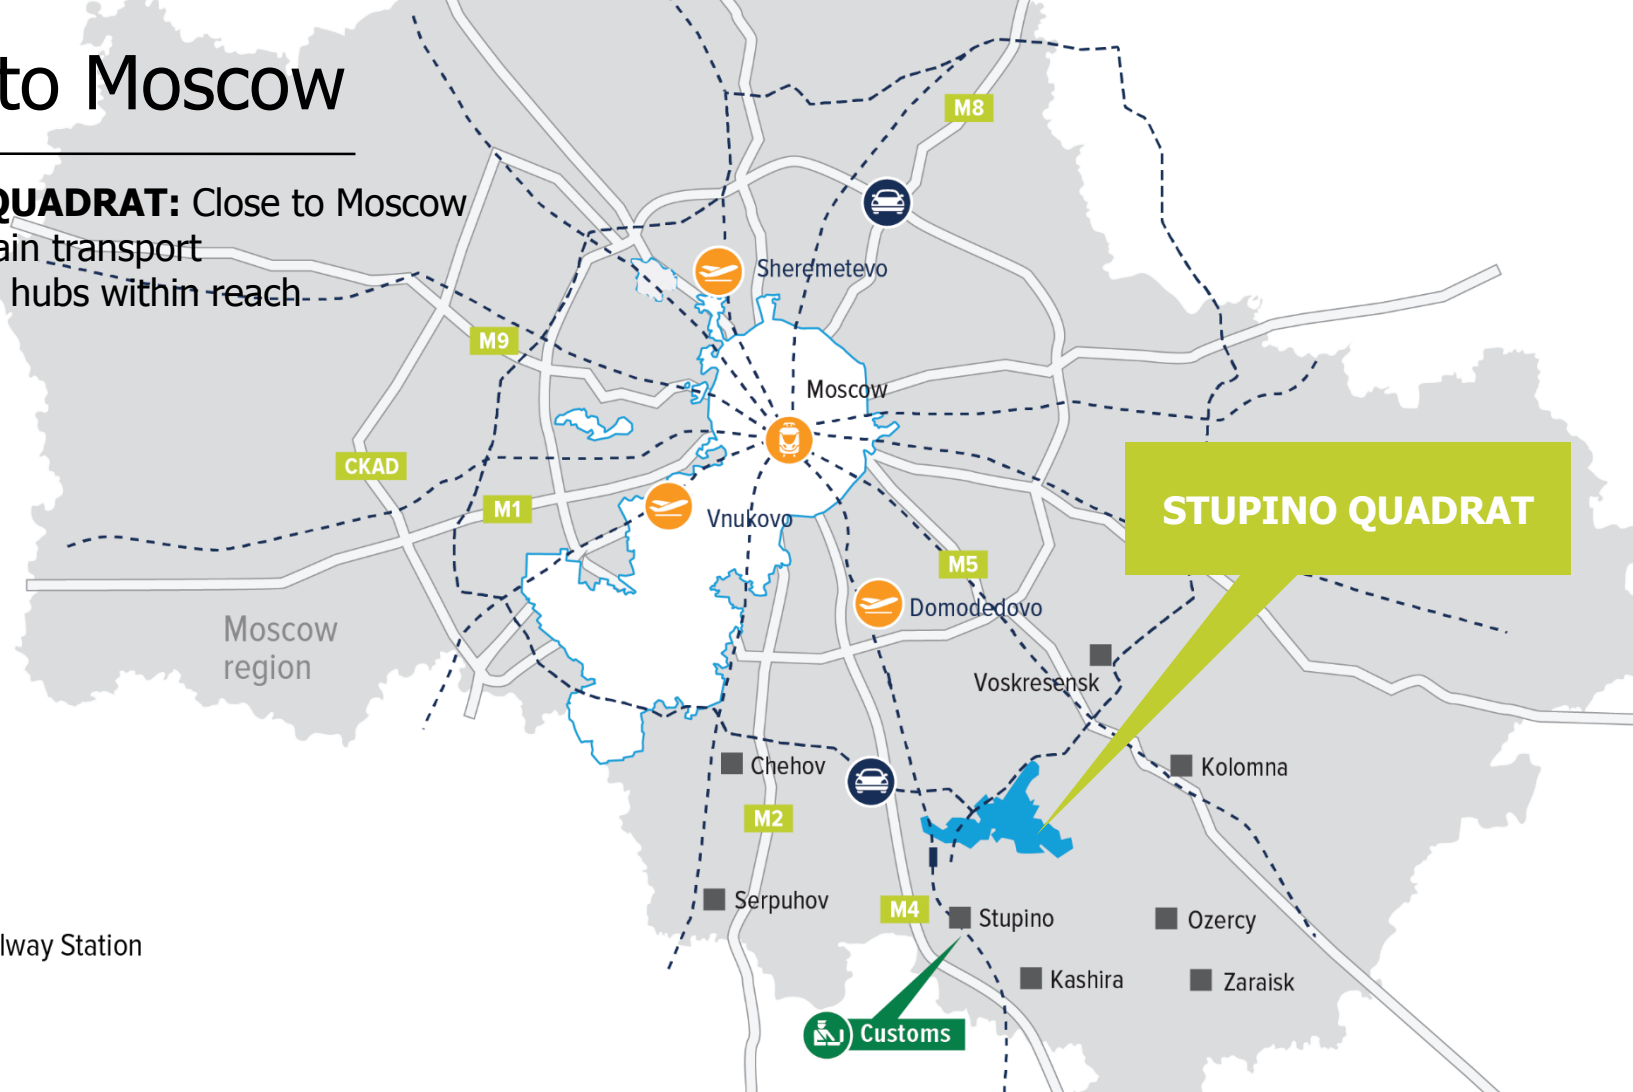 to Moscow
QUADRAT: Close to Moscow
ain transport
hubs within reach
M8
Sheremetevo
M9
Moscow
CKAD
M1
Vnukovo
STUPINO QUADRAT
M5
Domodedovo
Moscow
region
Voskresensk
Chehov
Kolomna
M2
Serpuhov
M4
Stupino
Ozercy
lway Station
Kashira
Zaraisk
Customs